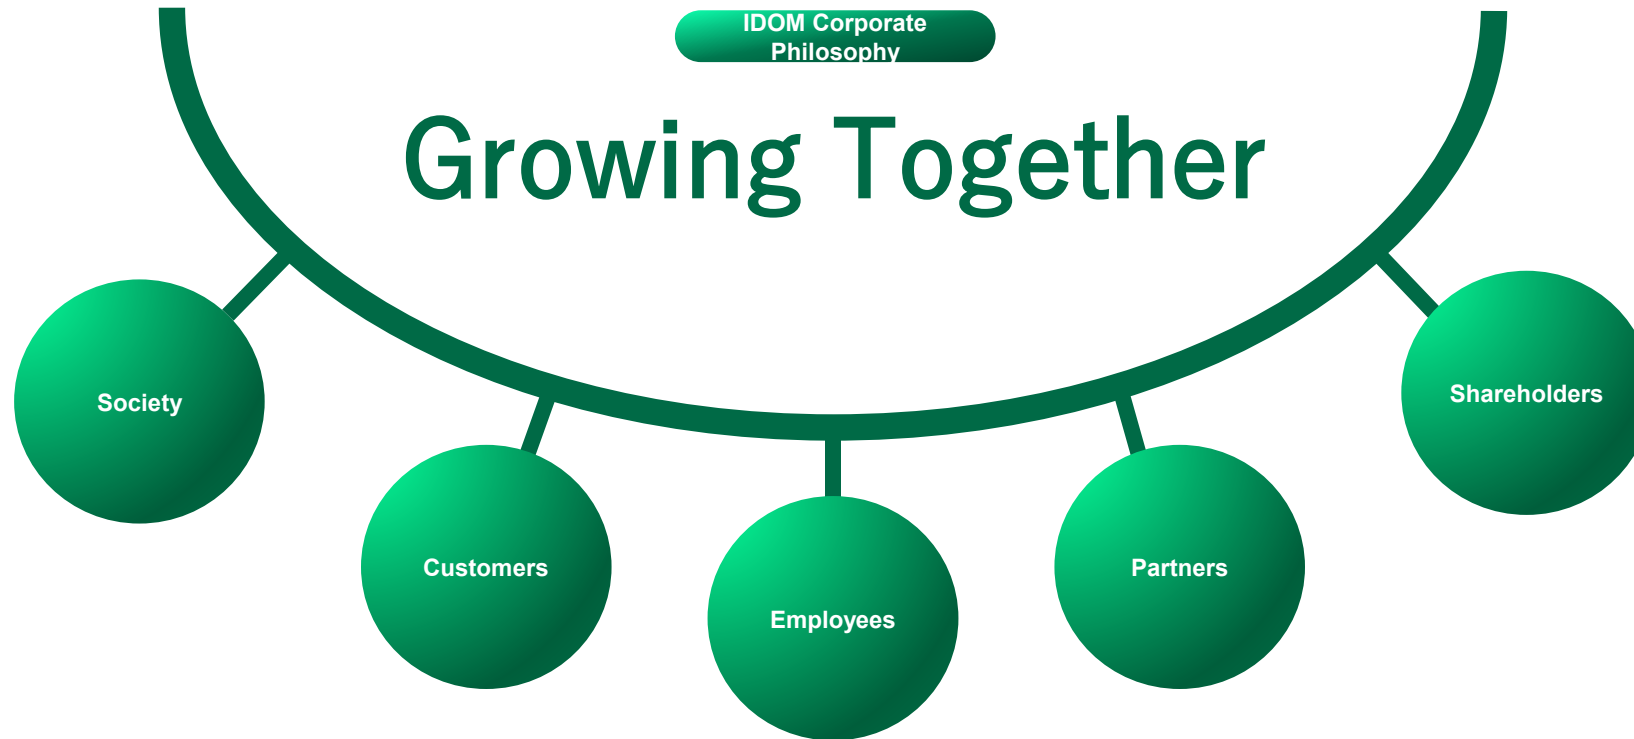 IDOM Corporate
Philosophy
Growing Together
Society
Customers
Employees
Partners
Shareholders